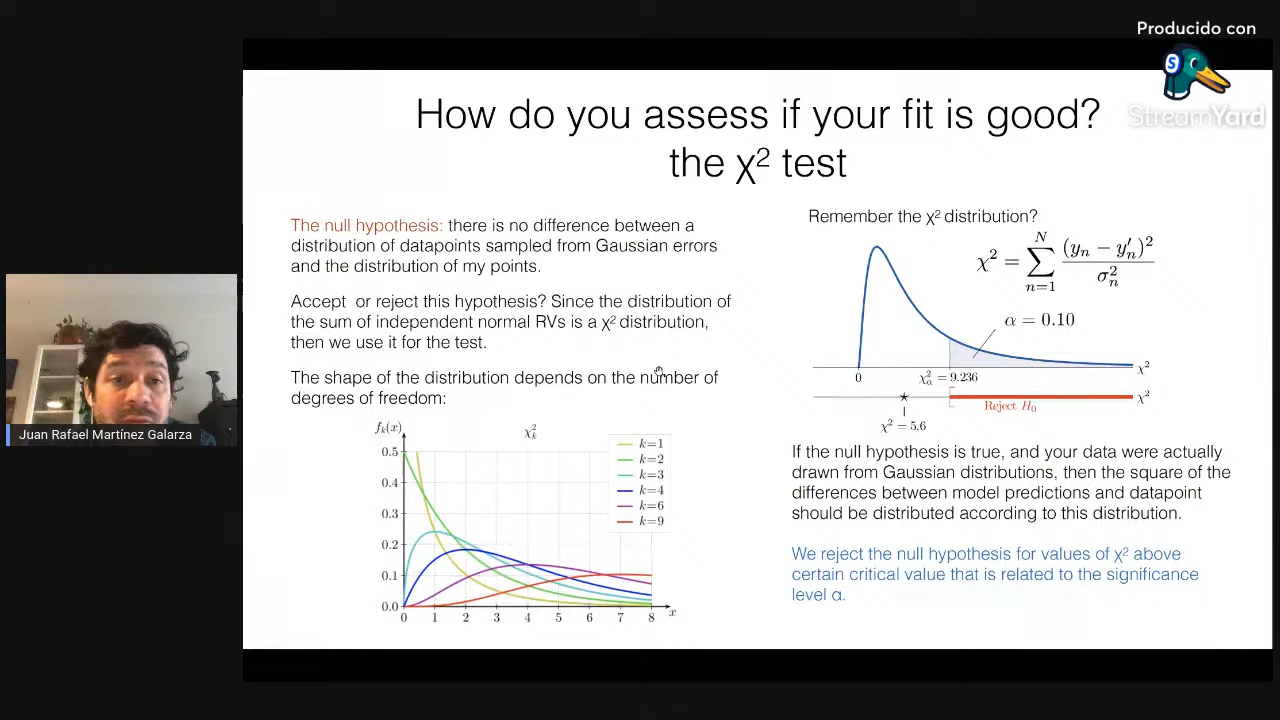 Producido con
StreamYard
How do you assess if your fit is good?
the χ² test
The null hypothesis: there is no difference between a
distribution of datapoints sampled from Gaussian errors
and the distribution of my points.
Accept or reject this hypothesis? Since the distribution of
the sum of independent normal RVs is a χ² distribution,
then we use it for the test.
The shape of the distribution depends on the number of
degrees of freedom:
fₖ(x)
χ²ₖ
0.5
0.4
0.3
0.2
0.1
0.0
0 1 2 3 4 5 6 7 8
x
k=1
k=2
k=3
k=4
k=6
k=9
Remember the χ² distribution?
χ² = ∑ₙ₌₁ᴺ (yₙ − y′ₙ)² / σₙ²
α = 0.10
0
χ²α = 9.236
χ²
Reject H₀
χ²
χ² = 5.6
If the null hypothesis is true, and your data were actually
drawn from Gaussian distributions, then the square of the
differences between model predictions and datapoint
should be distributed according to this distribution.
We reject the null hypothesis for values of χ² above
certain critical value that is related to the significance
level α.
Juan Rafael Martínez Galarza